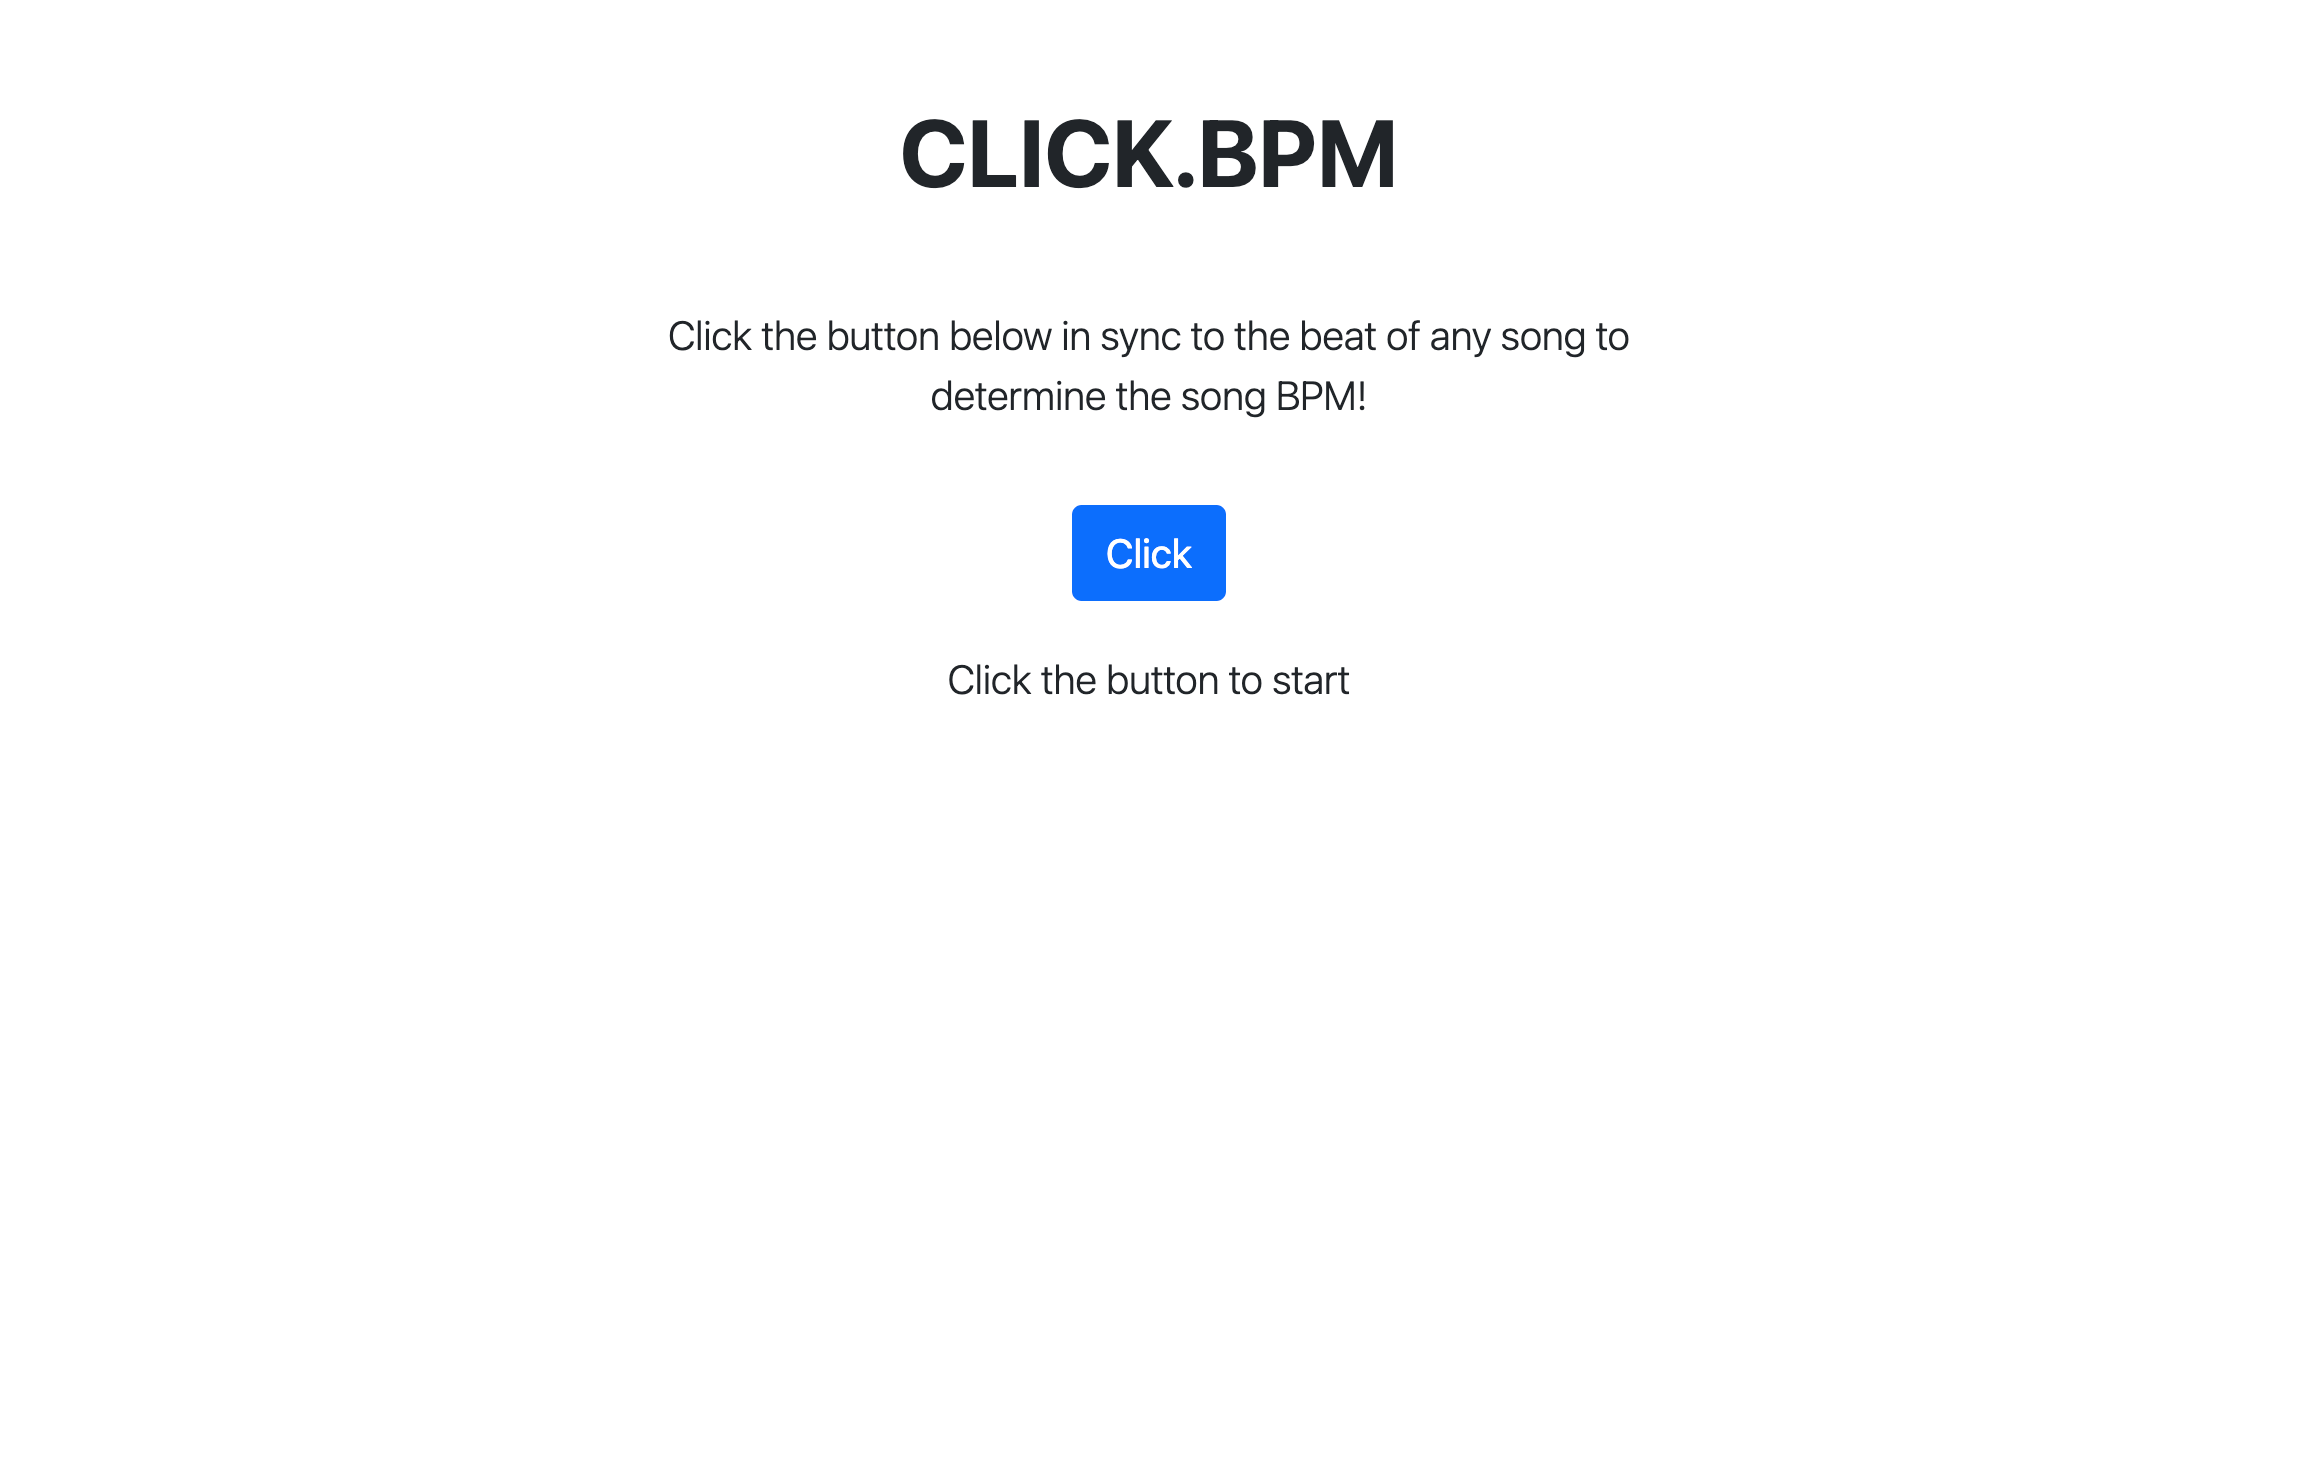 CLICK.BPM
Click the button below in sync to the beat of any song to
determine the song BPM!
Click
Click the button to start